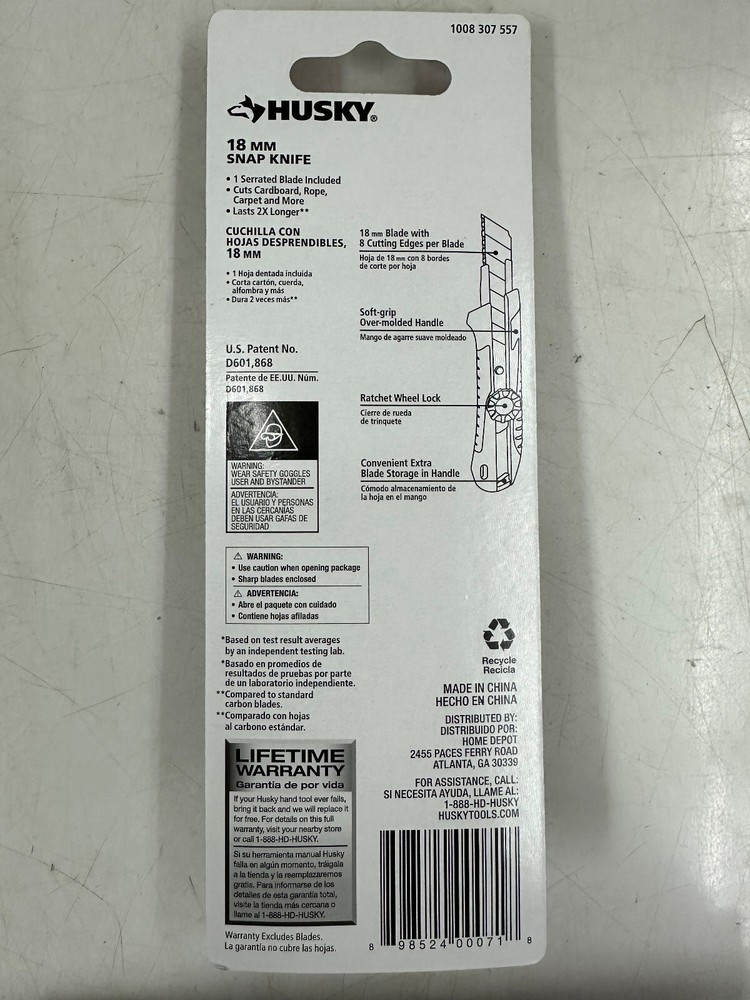 1008 307 557
HUSKY®
18 MM
SNAP KNIFE
• 1 Serrated Blade Included
• Cuts Cardboard, Rope,
Carpet and More
• Lasts 2X Longer**
CUCHILLA CON
HOJAS DESPRENDIBLES,
18 MM
• 1 Hoja dentada incluida
• Corta cartón, cuerda,
alfombra y más
• Dura 2 veces más**
18 mm Blade with
8 Cutting Edges per Blade
Hoja de 18 mm con 8 bordes
de corte por hoja
Soft-grip
Over-molded Handle
Mango de agarre suave moldeado
Ratchet Wheel Lock
Cierre de rueda
de trinquete
Convenient Extra
Blade Storage in Handle
Cómodo almacenamiento de
la hoja en el mango
U.S. Patent No.
D601,868
Patente de EE.UU. Núm.
D601,868
WARNING:
WEAR SAFETY GOGGLES
USER AND BYSTANDER
ADVERTENCIA:
EL USUARIO Y PERSONAS
EN LAS CERCANÍAS
DEBEN USAR GAFAS DE
SEGURIDAD
⚠ WARNING:
• Use caution when opening package
• Sharp blades enclosed
⚠ ADVERTENCIA:
• Abre el paquete con cuidado
• Contiene hojas afiladas
*Based on test result averages
by an independent testing lab.
*Basado en promedios de
resultados de pruebas por parte
de un laboratorio independiente.
**Compared to standard
carbon blades.
**Comparado con hojas
al carbono estándar.
LIFETIME
WARRANTY
Garantía de por vida
If your Husky hand tool ever fails,
bring it back and we will replace it
for free. For details on this full
warranty, visit your nearby store
or call 1-888-HD-HUSKY.
Si su herramienta manual Husky
falla en algún momento, tráigala
a la tienda y la reemplazaremos
gratis. Para informarse de los
detalles de esta garantía total,
visite la tienda más cercana o
llame al 1-888-HD-HUSKY.
Warranty Excludes Blades.
La garantía no cubre las hojas.
Recycle
Recicla
MADE IN CHINA
HECHO EN CHINA
DISTRIBUTED BY:
DISTRIBUIDO POR:
HOME DEPOT
2455 PACES FERRY ROAD
ATLANTA, GA 30339
FOR ASSISTANCE, CALL:
SI NECESITA AYUDA, LLAME AL:
1-888-HD-HUSKY
HUSKYTOOLS.COM
8 98524 00071 8